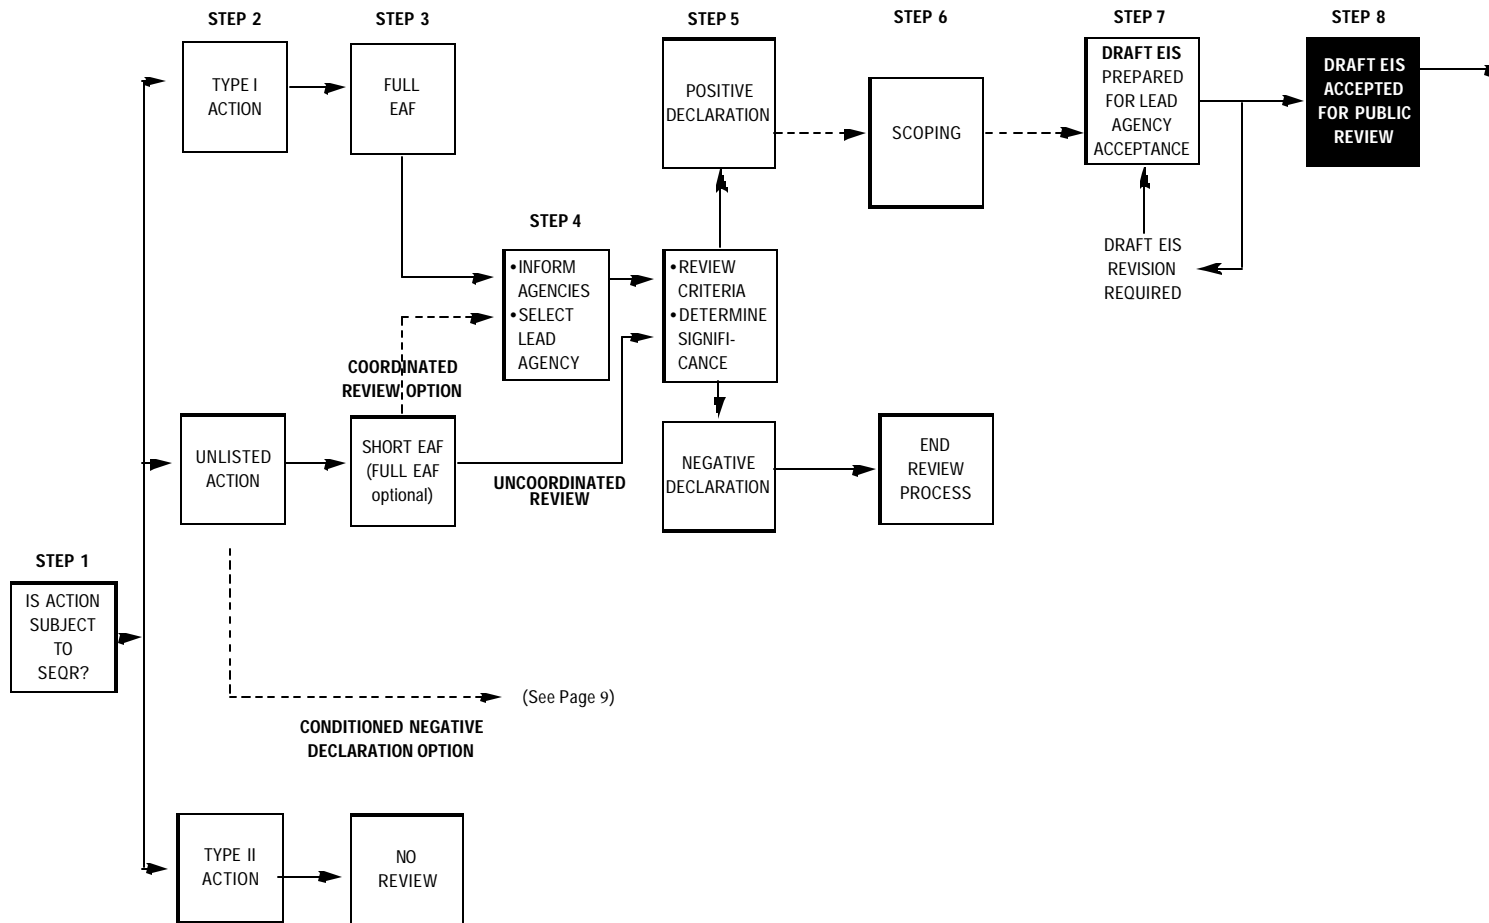 STEP 2
STEP 3
STEP 5
STEP 6
STEP 7
STEP 8
TYPE I
ACTION
FULL
EAF
POSITIVE
DECLARATION
SCOPING
DRAFT EIS
PREPARED
FOR LEAD
AGENCY
ACCEPTANCE
DRAFT EIS
ACCEPTED
FOR PUBLIC
REVIEW
STEP 4
•INFORM
AGENCIES
•SELECT
LEAD
AGENCY
•REVIEW
CRITERIA
•DETERMINE
SIGNIFI-
CANCE
DRAFT EIS
REVISION
REQUIRED
COORDINATED
REVIEW OPTION
UNLISTED
ACTION
SHORT EAF
(FULL EAF
optional)
UNCOORDINATED
REVIEW
NEGATIVE
DECLARATION
END
REVIEW
PROCESS
STEP 1
IS ACTION
SUBJECT
TO
SEQR?
(See Page 9)
CONDITIONED NEGATIVE
DECLARATION OPTION
TYPE II
ACTION
NO
REVIEW